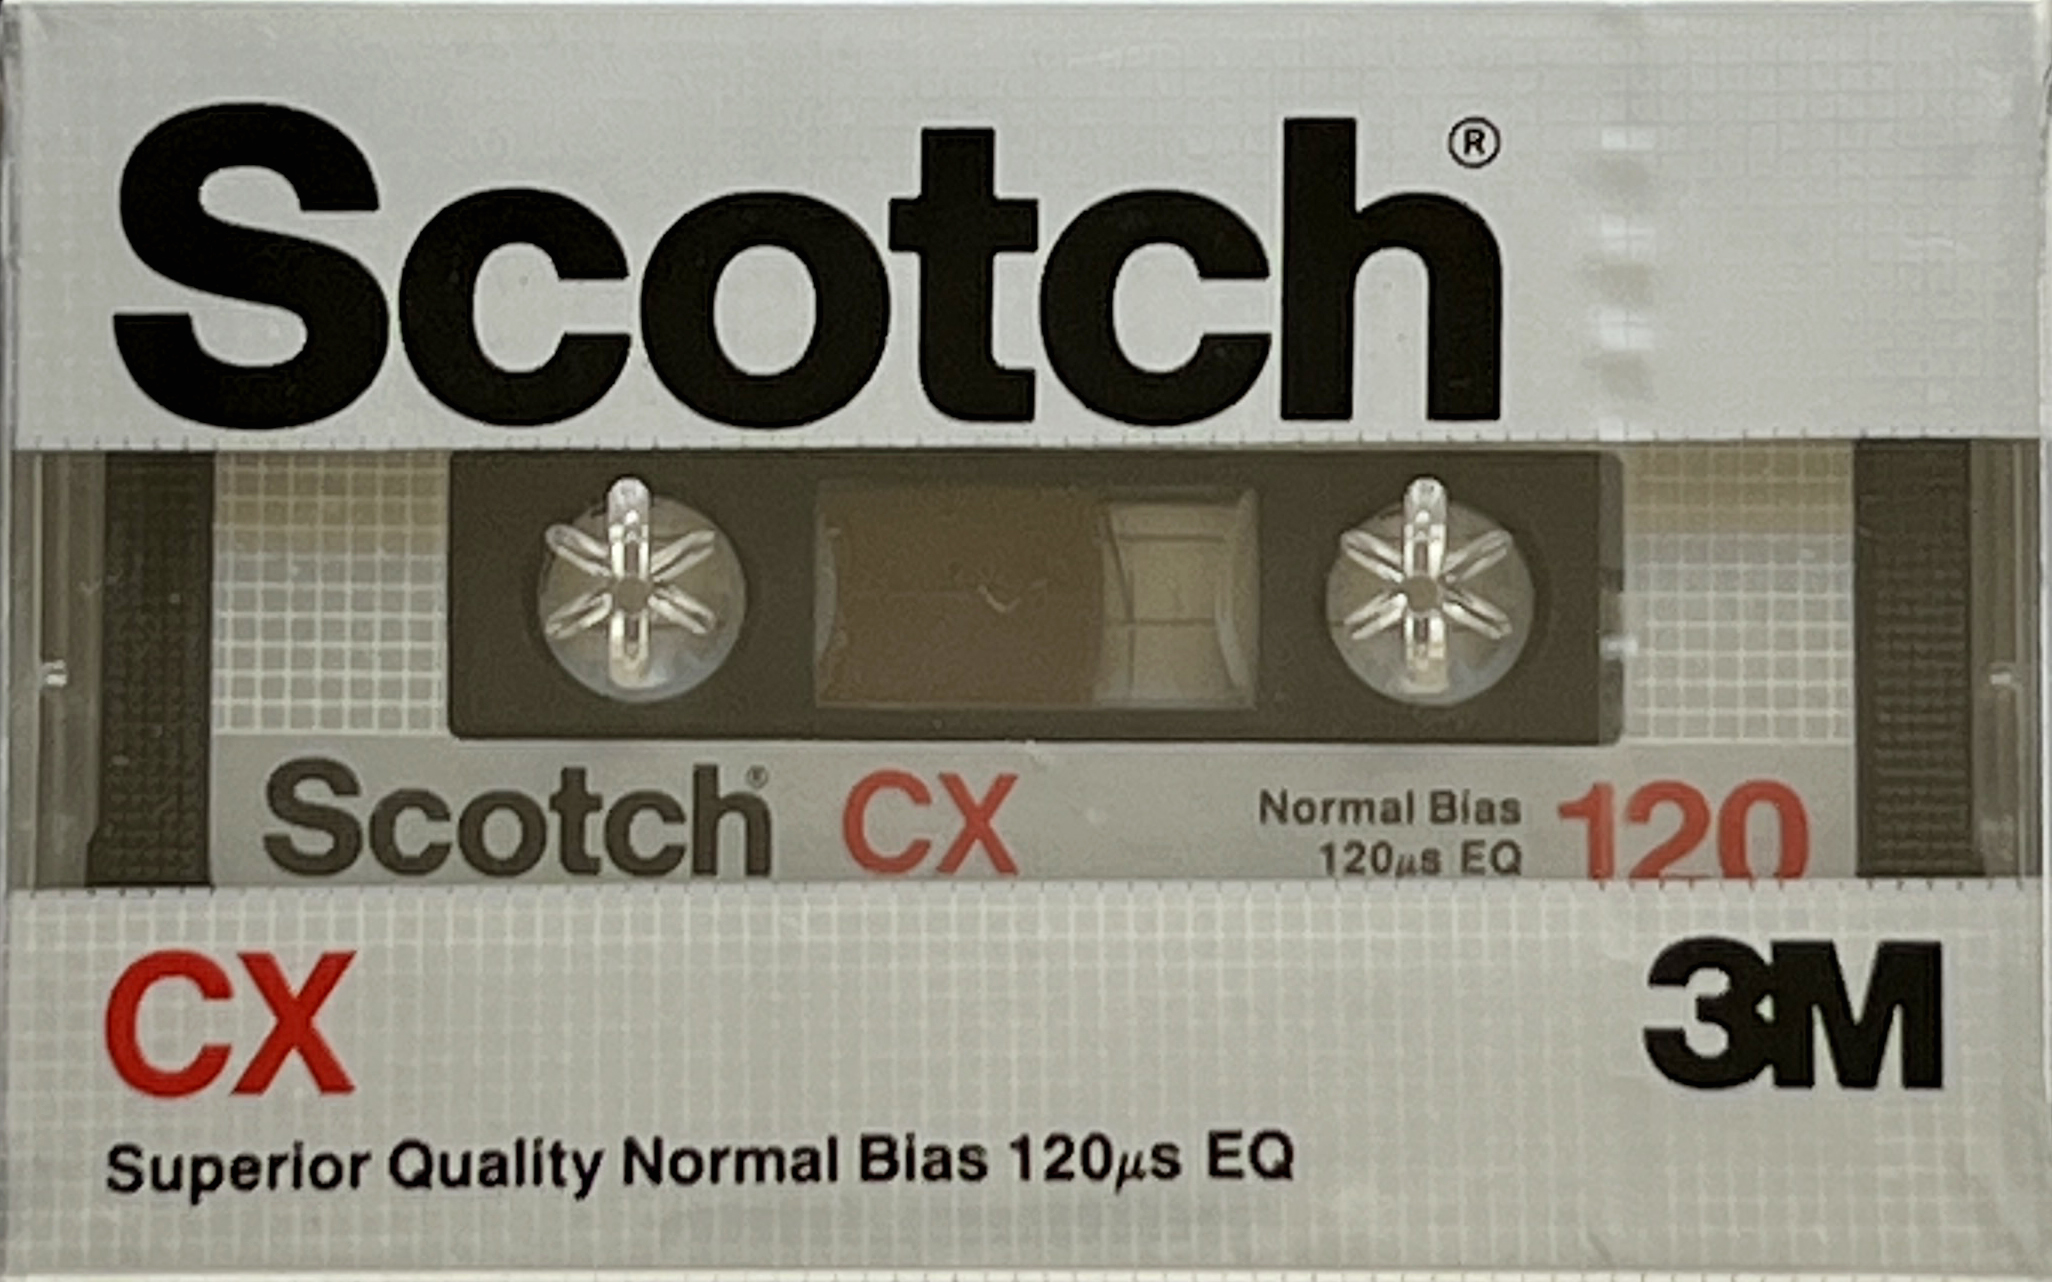 Scotch®
Scotch® CX
Normal Bias
120µs EQ
120
CX
3M
Superior Quality Normal Bias 120µs EQ